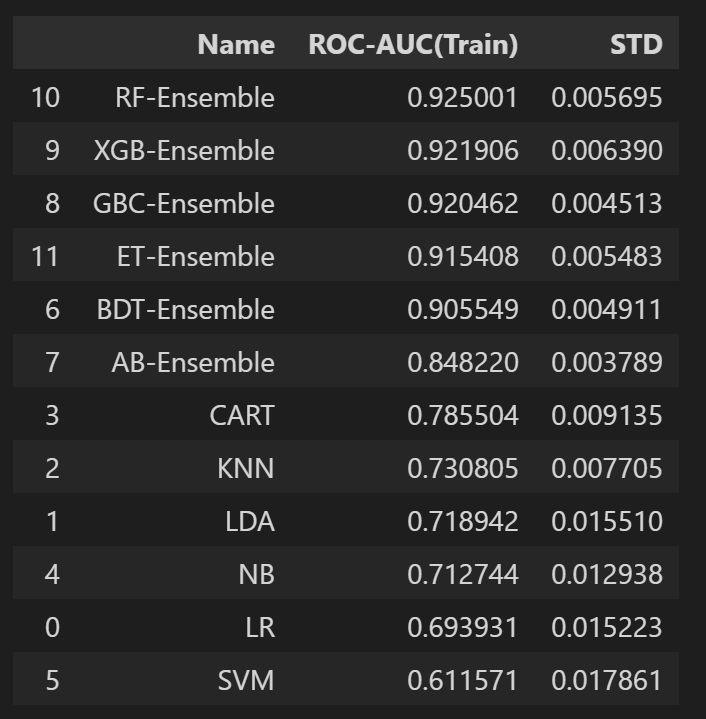 Name ROC-AUC(Train) STD
10 RF-Ensemble 0.925001 0.005695
9 XGB-Ensemble 0.921906 0.006390
8 GBC-Ensemble 0.920462 0.004513
11 ET-Ensemble 0.915408 0.005483
6 BDT-Ensemble 0.905549 0.004911
7 AB-Ensemble 0.848220 0.003789
3 CART 0.785504 0.009135
2 KNN 0.730805 0.007705
1 LDA 0.718942 0.015510
4 NB 0.712744 0.012938
0 LR 0.693931 0.015223
5 SVM 0.611571 0.017861